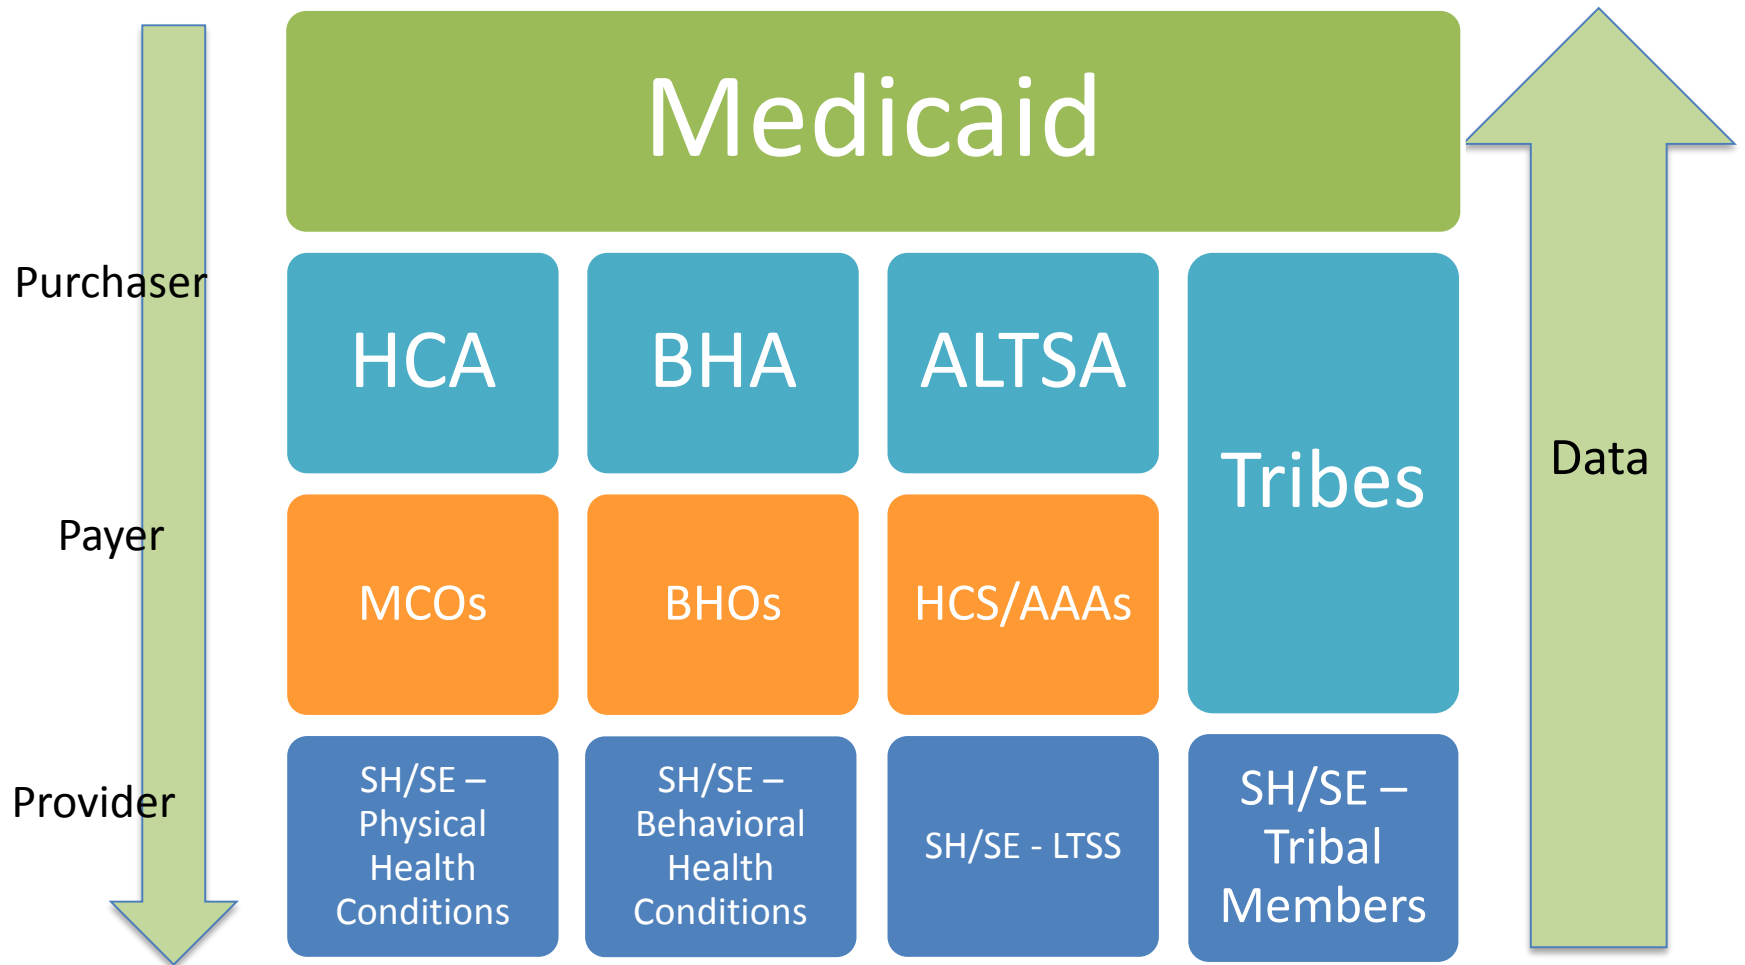 Medicaid
Purchaser
HCA
BHA
ALTSA
Tribes
Data
Payer
MCOs
BHOs
HCS/AAAs
Provider
SH/SE –
Physical
Health
Conditions
SH/SE –
Behavioral
Health
Conditions
SH/SE - LTSS
SH/SE –
Tribal
Members